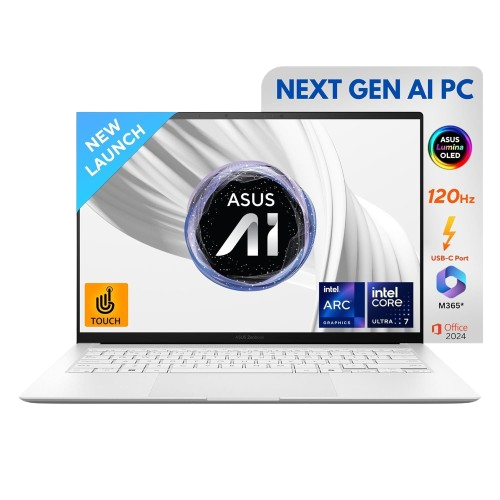 NEXT GEN AI PC
NEW
LAUNCH
ASUS
Lumina
OLED
ASUS
AI
120Hz
USB-C Port
M365*
TOUCH
intel
ARC
GRAPHICS
intel
CORE
ULTRA 7
Office
2024